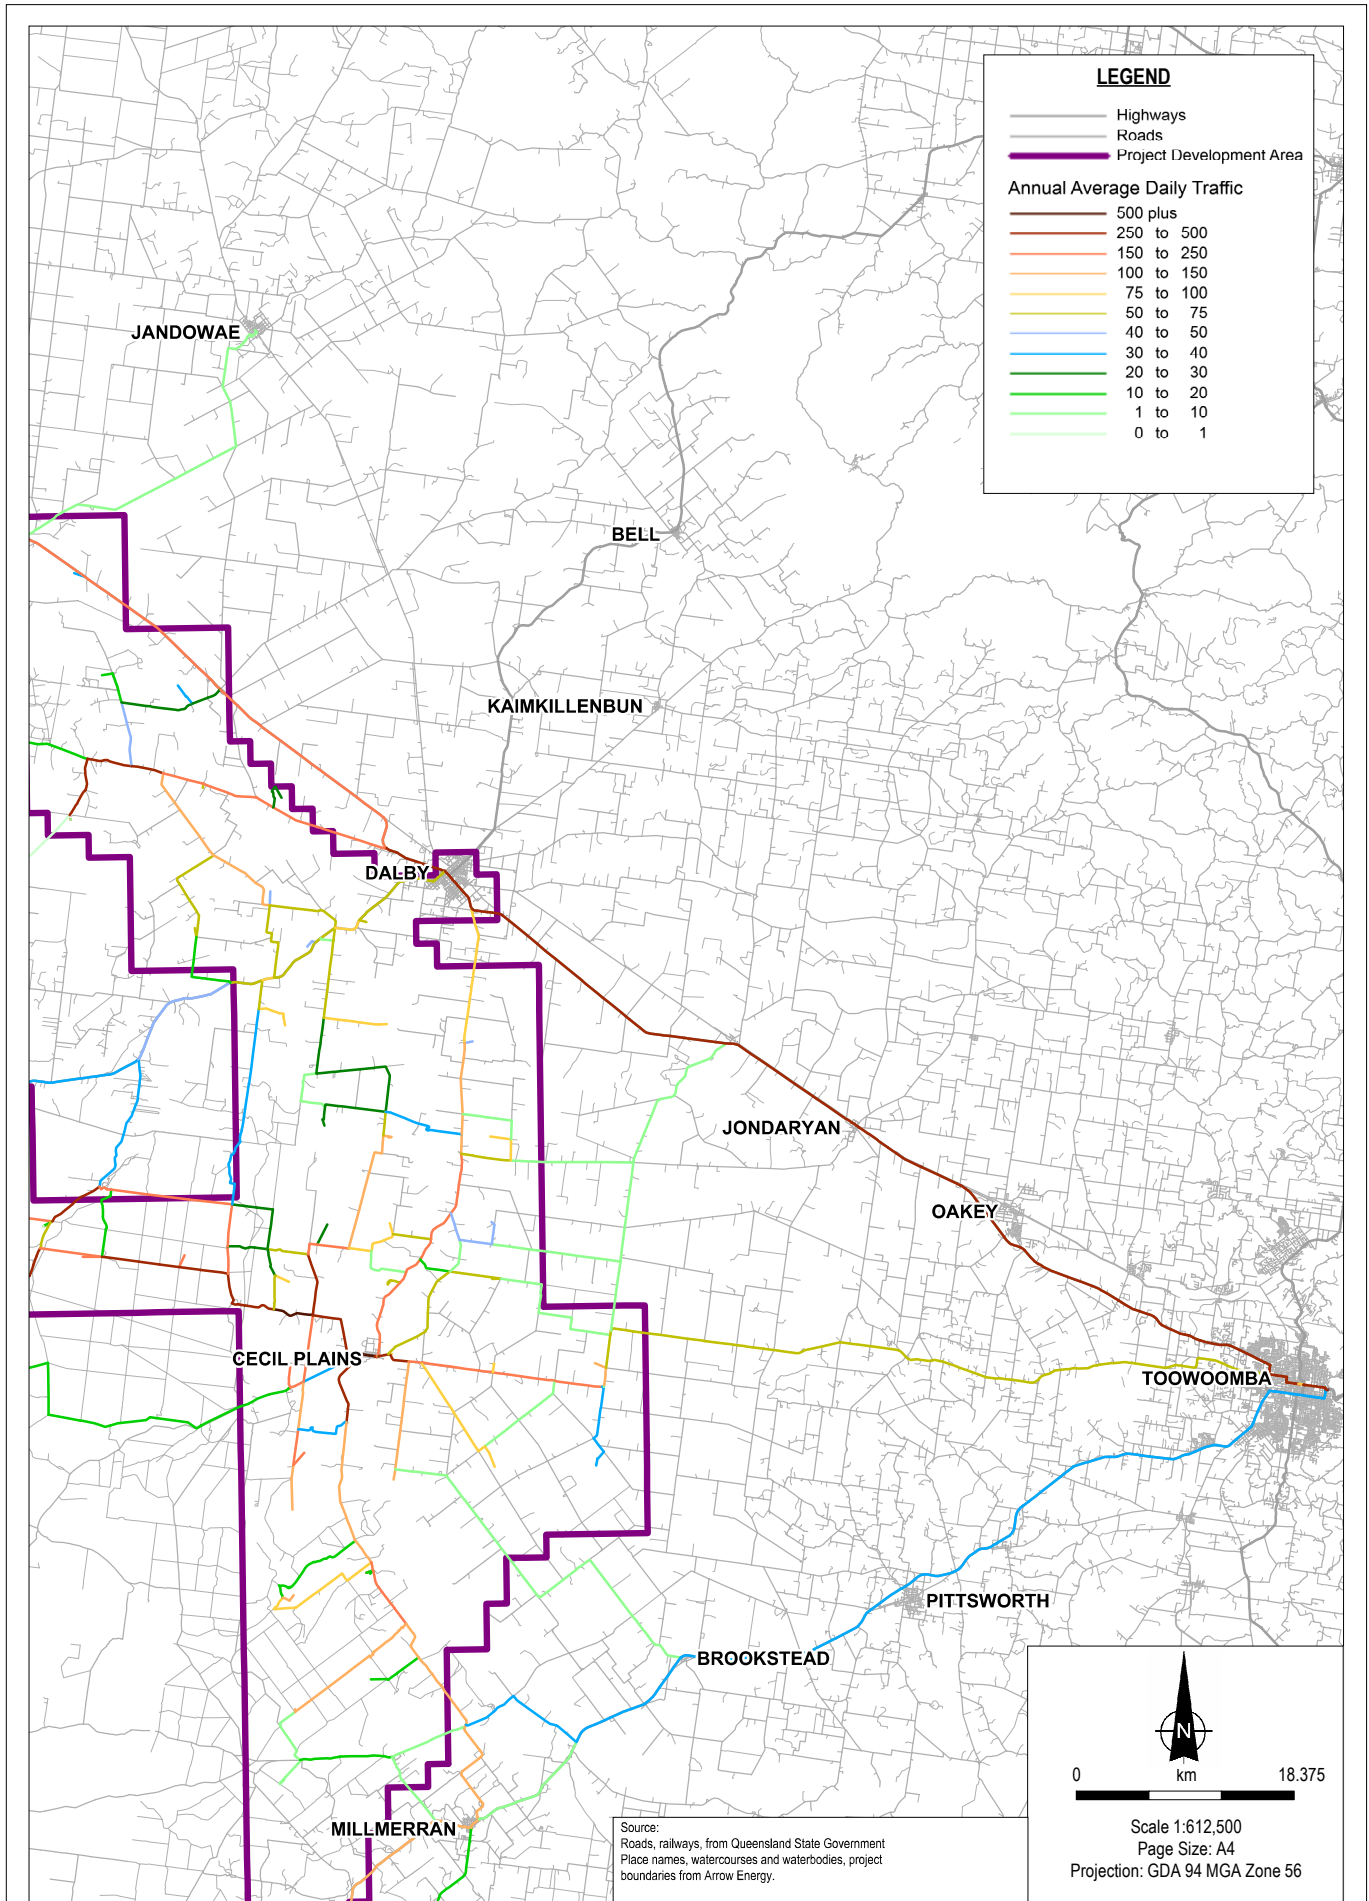 LEGEND
Highways
Roads
Project Development Area
Annual Average Daily Traffic
500 plus
250 to 500
150 to 250
100 to 150
75 to 100
50 to 75
40 to 50
30 to 40
20 to 30
10 to 20
1 to 10
0 to 1
JANDOWAE
BELL
KAIMKILLENBUN
DALBY
JONDARYAN
OAKEY
CECIL PLAINS
TOOWOOMBA
PITTSWORTH
BROOKSTEAD
MILLMERRAN
N
0 km 18.375
Scale 1:612,500
Page Size: A4
Projection: GDA 94 MGA Zone 56
Source:
Roads, railways, from Queensland State Government
Place names, watercourses and waterbodies, project
boundaries from Arrow Energy.